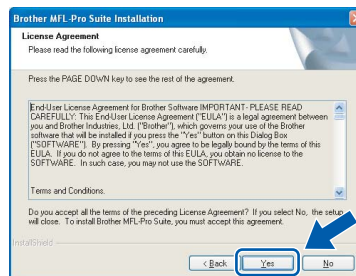 Brother MFL-Pro Suite Installation
License Agreement
Please read the following license agreement carefully.
Press the PAGE DOWN key to see the rest of the agreement.
End-User License Agreement for Brother Software IMPORTANT- PLEASE READ
CAREFULLY: This End-User License Agreement ("EULA") is a legal agreement between
you and Brother Industries, Ltd. ("Brother"), which governs your use of the Brother
software that will be installed if you press the "Yes" button on this Dialog Box
("SOFTWARE"). By pressing "Yes", you agree to be legally bound by the terms of this
EULA. If you do not agree to the terms of this EULA, you obtain no license to the
SOFTWARE. In such case, you may not use the SOFTWARE.
Terms and Conditions.
Do you accept all the terms of the preceding License Agreement? If you select No, the setup
will close. To install Brother MFL-Pro Suite, you must accept this agreement.
InstallShield
< Back
Yes
No